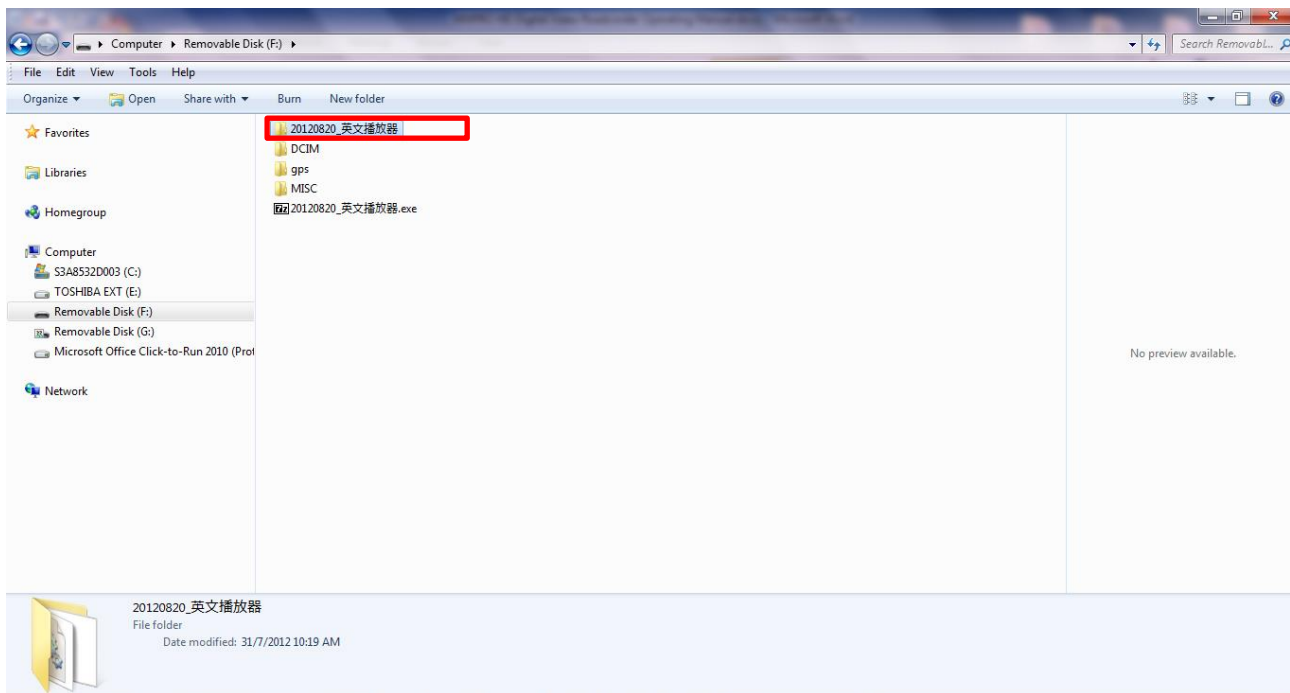 Computer ▸ Removable Disk (F:) ▸
Search Removabl...
File Edit View Tools Help
Organize Open Share with Burn New folder
Favorites
Libraries
Homegroup
Computer
S3A8532D003 (C:)
TOSHIBA EXT (E:)
Removable Disk (F:)
Removable Disk (G:)
Microsoft Office Click-to-Run 2010 (Prot
Network
20120820_英文播放器
DCIM
gps
MISC
20120820_英文播放器.exe
No preview available.
20120820_英文播放器
File folder
Date modified: 31/7/2012 10:19 AM